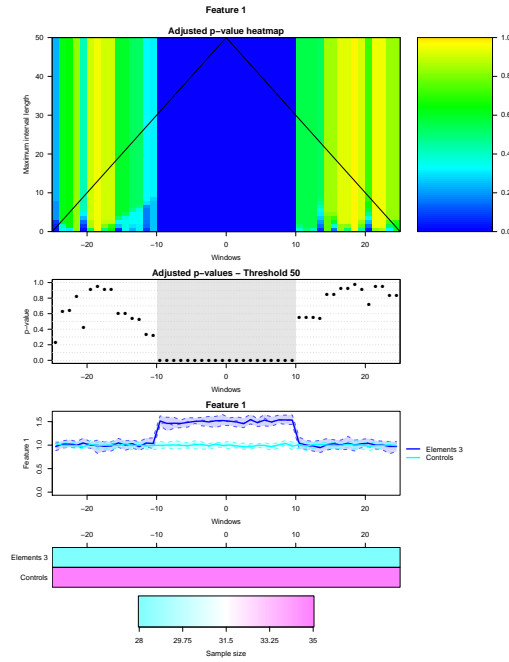 Feature 1
Adjusted p−value heatmap
Maximum interval length
50
40
30
20
10
0
−20 −10 0 10 20
Windows
1.0
0.8
0.6
0.4
0.2
0.0
Adjusted p−values − Threshold 50
p−value
1.0
0.8
0.6
0.4
0.2
0.0
−20 −10 0 10 20
Windows
Feature 1
Feature 1
1.5
1.0
0.5
0.0
−20 −10 0 10 20
Windows
Elements 3
Controls
−20 −10 0 10 20
Elements 3
Controls
28 29.75 31.5 33.25 35
Sample size